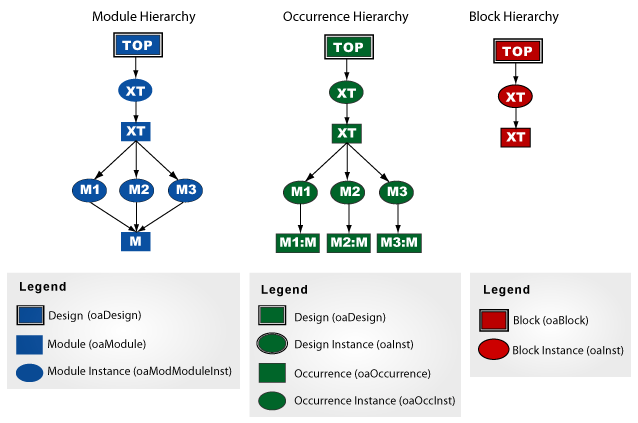 Module Hierarchy
Occurrence Hierarchy
Block Hierarchy
TOP
TOP
TOP
XT
XT
XT
XT
XT
XT
M1
M2
M3
M1
M2
M3
M
M1:M
M2:M
M3:M
Legend
Design (oaDesign)
Module (oaModule)
Module Instance (oaModModuleInst)
Legend
Design (oaDesign)
Design Instance (oaInst)
Occurrence (oaOccurrence)
Occurrence Instance (oaOccInst)
Legend
Block (oaBlock)
Block Instance (oaInst)